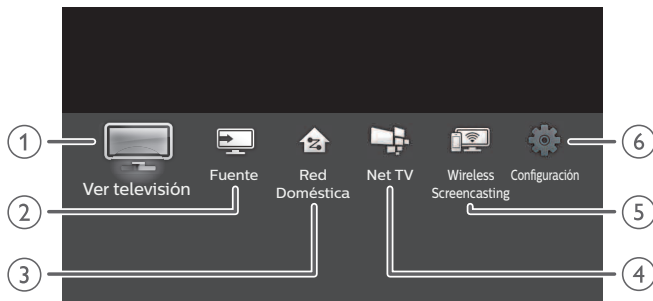 1
6
Ver televisión
Fuente
Red
Doméstica
Net TV
Wireless
Screencasting
Configuración
2
5
3
4